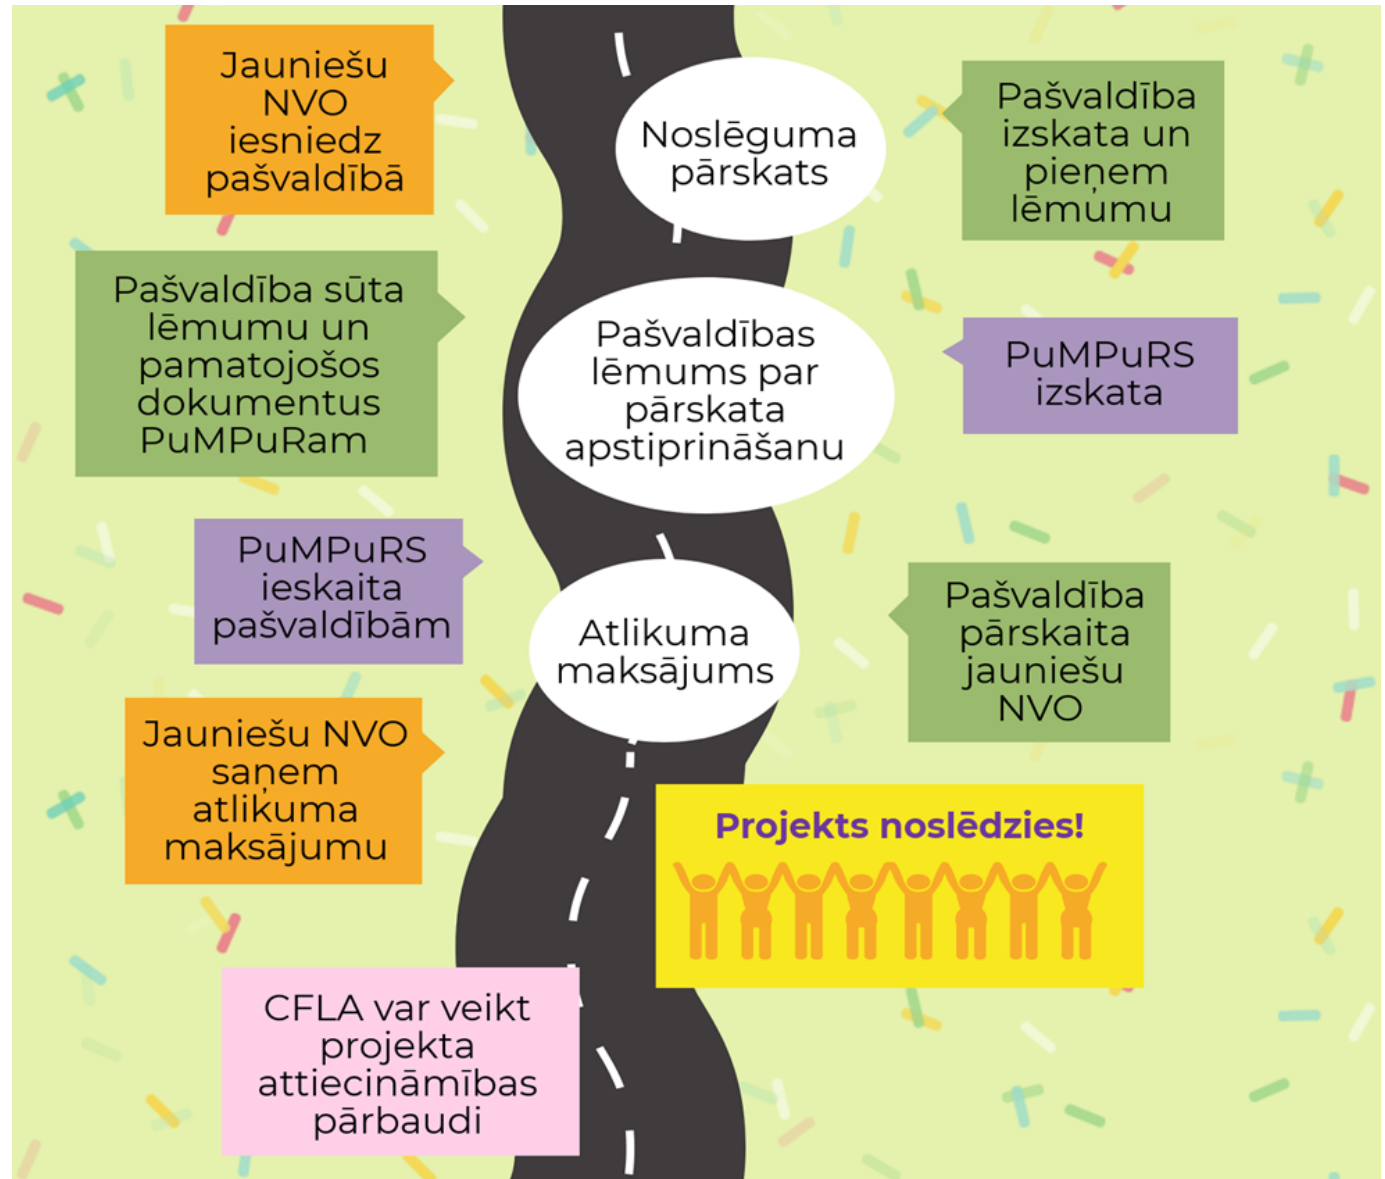 Jauniešu
NVO
iesniedz
pašvaldībā
Noslēguma
pārskats
Pašvaldība
izskata un
pieņem
lēmumu
Pašvaldība sūta
lēmumu un
pamatojošos
dokumentus
PuMPuRam
Pašvaldības
lēmums par
pārskata
apstiprināšanu
PuMPuRS
izskata
PuMPuRS
ieskaita
pašvaldībām
Atlikuma
maksājums
Pašvaldība
pārskaita
jauniešu
NVO
Jauniešu NVO
saņem
atlikuma
maksājumu
Projekts noslēdzies!
CFLA var veikt
projekta
attiecināmības
pārbaudi